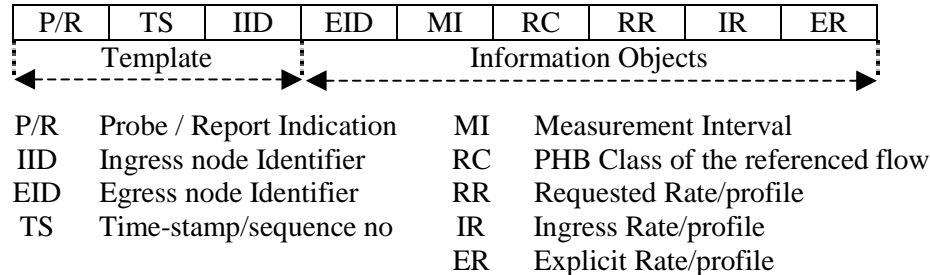 P/R TS IID EID MI RC RR IR ER
Template Information Objects
P/R Probe / Report Indication MI Measurement Interval
IID Ingress node Identifier RC PHB Class of the referenced flow
EID Egress node Identifier RR Requested Rate/profile
TS Time-stamp/sequence no IR Ingress Rate/profile
ER Explicit Rate/profile